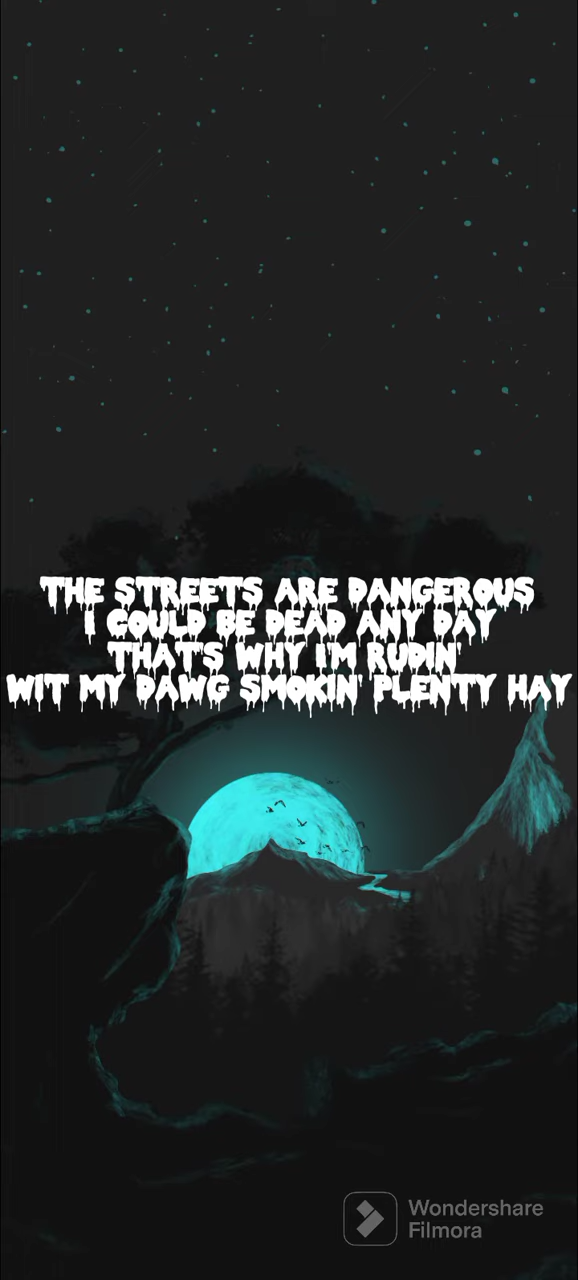 THE STREETS ARE DANGEROUS
I COULD BE DEAD ANY DAY
THAT'S WHY I'M RUDIN'
WIT MY DAWG SMOKIN' PLENTY HAY
Wondershare
Filmora